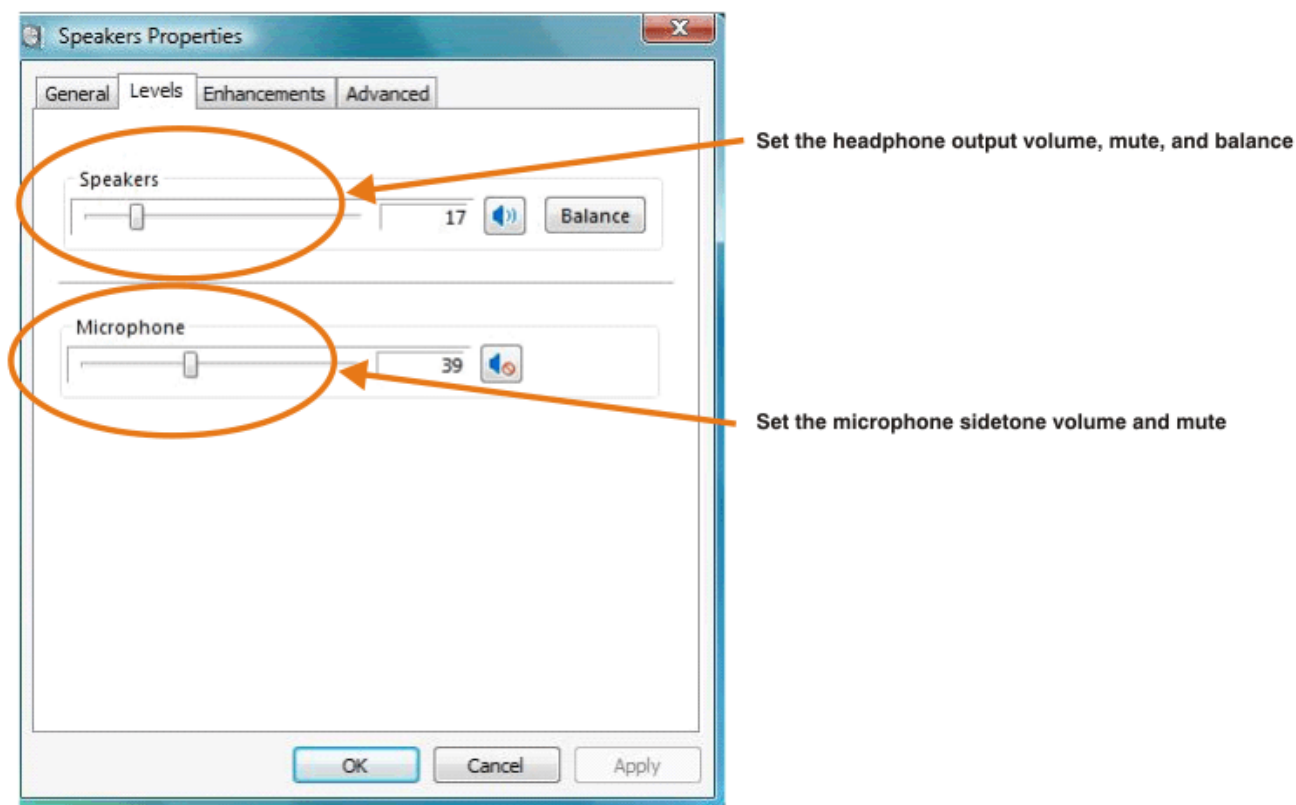 Speakers Properties
General Levels Enhancements Advanced
Set the headphone output volume, mute, and balance
Speakers
17 Balance
Microphone
39
Set the microphone sidetone volume and mute
OK Cancel Apply